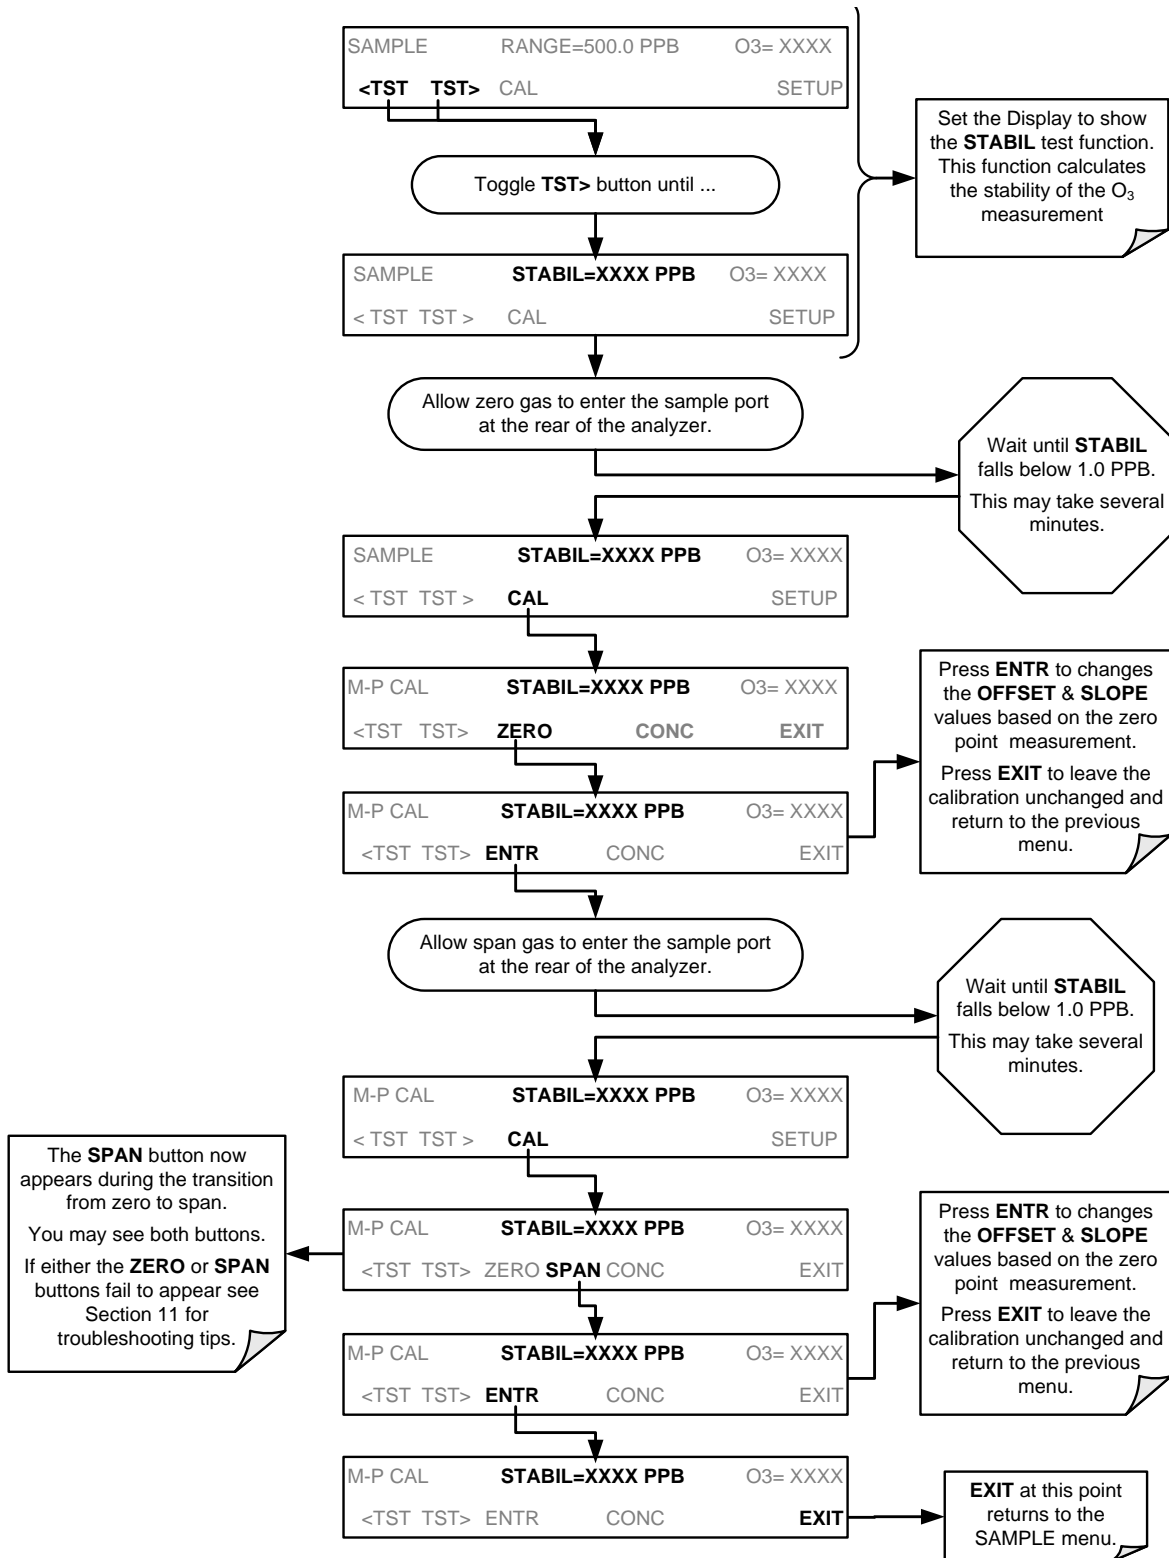 SAMPLE RANGE=500.0 PPB O3= XXXX
<TST TST> CAL SETUP
Set the Display to show
the STABIL test function.
This function calculates
the stability of the O3
measurement
Toggle TST> button until ...
SAMPLE STABIL=XXXX PPB O3= XXXX
< TST TST > CAL SETUP
Allow zero gas to enter the sample port
at the rear of the analyzer.
Wait until STABIL
falls below 1.0 PPB.
This may take several
minutes.
SAMPLE STABIL=XXXX PPB O3= XXXX
< TST TST > CAL SETUP
M-P CAL STABIL=XXXX PPB O3= XXXX
<TST TST> ZERO CONC EXIT
Press ENTR to changes
the OFFSET & SLOPE
values based on the zero
point measurement.
Press EXIT to leave the
calibration unchanged and
return to the previous
menu.
M-P CAL STABIL=XXXX PPB O3= XXXX
<TST TST> ENTR CONC EXIT
Allow span gas to enter the sample port
at the rear of the analyzer.
Wait until STABIL
falls below 1.0 PPB.
This may take several
minutes.
M-P CAL STABIL=XXXX PPB O3= XXXX
< TST TST > CAL SETUP
The SPAN button now
appears during the transition
from zero to span.
You may see both buttons.
If either the ZERO or SPAN
buttons fail to appear see
Section 11 for
troubleshooting tips.
M-P CAL STABIL=XXXX PPB O3= XXXX
<TST TST> ZERO SPAN CONC EXIT
Press ENTR to changes
the OFFSET & SLOPE
values based on the zero
point measurement.
Press EXIT to leave the
calibration unchanged and
return to the previous
menu.
M-P CAL STABIL=XXXX PPB O3= XXXX
<TST TST> ENTR CONC EXIT
M-P CAL STABIL=XXXX PPB O3= XXXX
<TST TST> ENTR CONC EXIT
EXIT at this point
returns to the
SAMPLE menu.